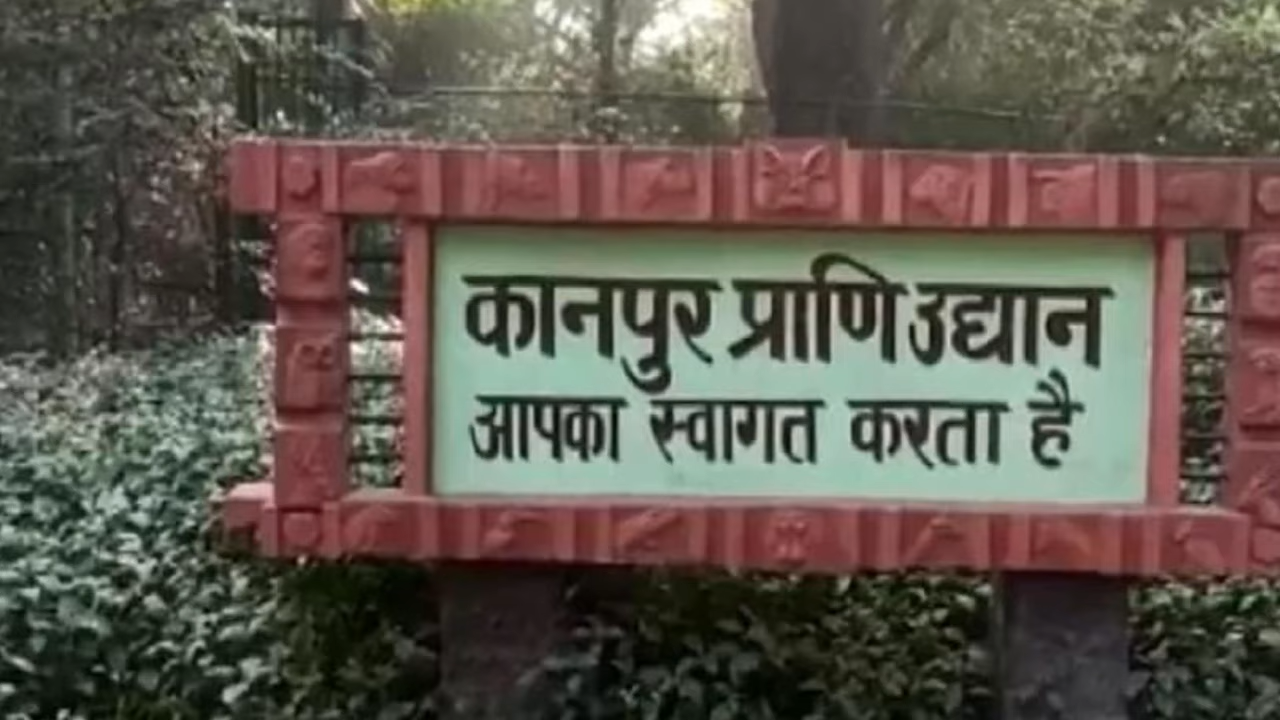 कानपुर प्राणि उद्यान
आपका स्वागत करता है